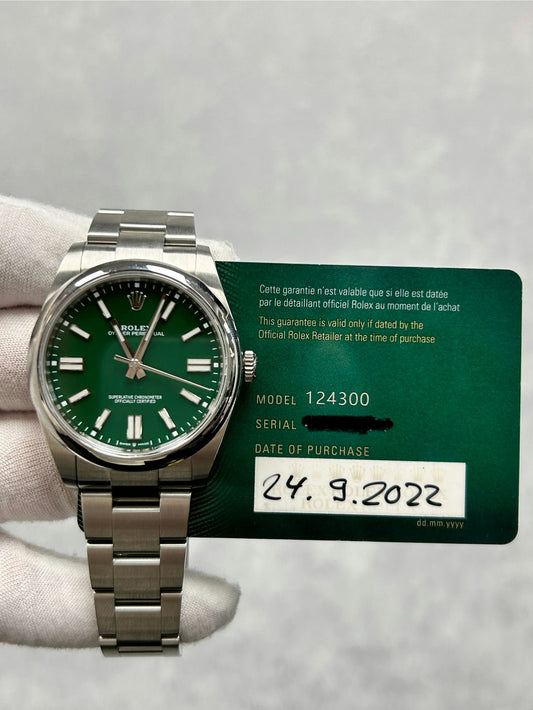 ROLEX
OYSTER PERPETUAL
SUPERLATIVE CHRONOMETER
OFFICIALLY CERTIFIED
Cette garantie n'est valable que si elle est datée
par le détaillant officiel Rolex au moment de l'achat
This guarantee is valid only if dated by the
Official Rolex Retailer at the time of purchase
MODEL 124300
SERIAL
DATE OF PURCHASE
24.9.2022
dd.mm.yyyy